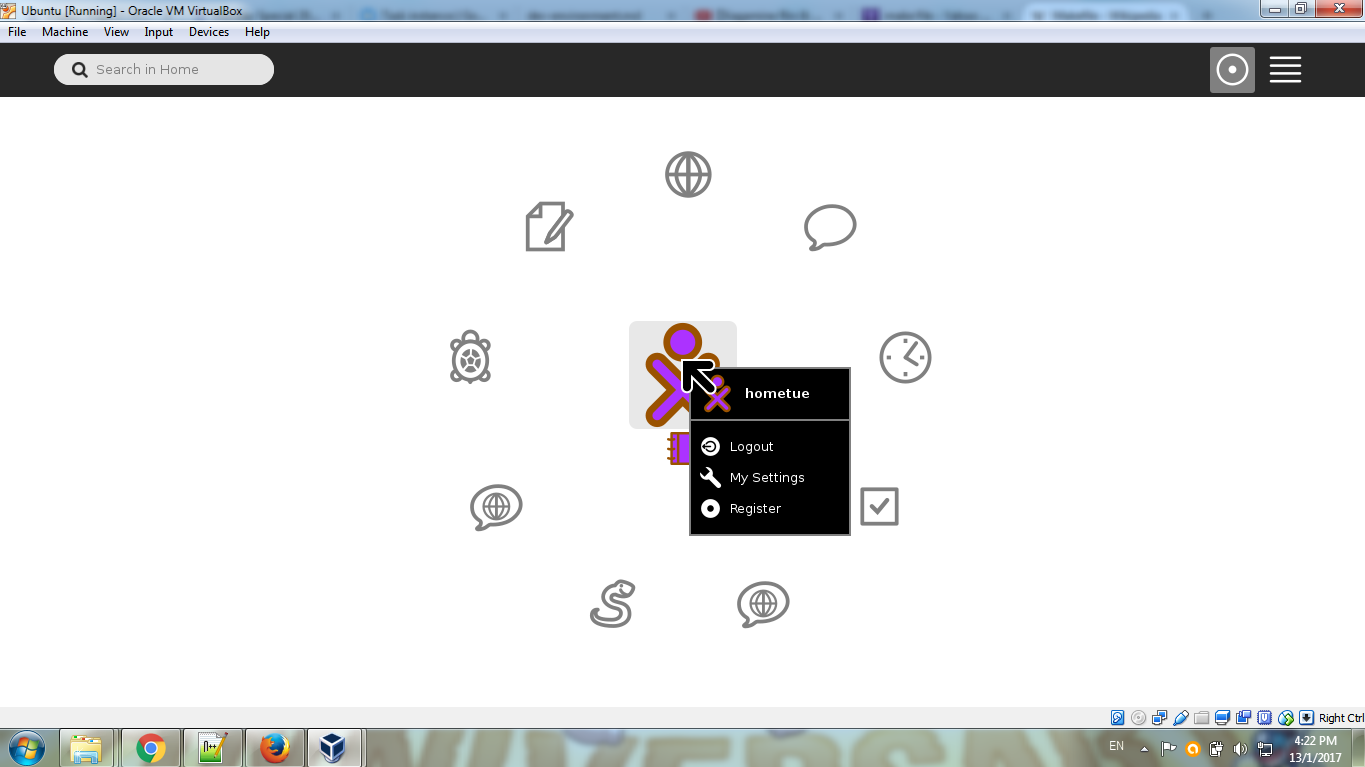 Ubuntu [Running] - Oracle VM VirtualBox
File Machine View Input Devices Help
Search in Home
hometue
Logout
My Settings
Register
Right Ctrl
EN
4:22 PM
13/1/2017